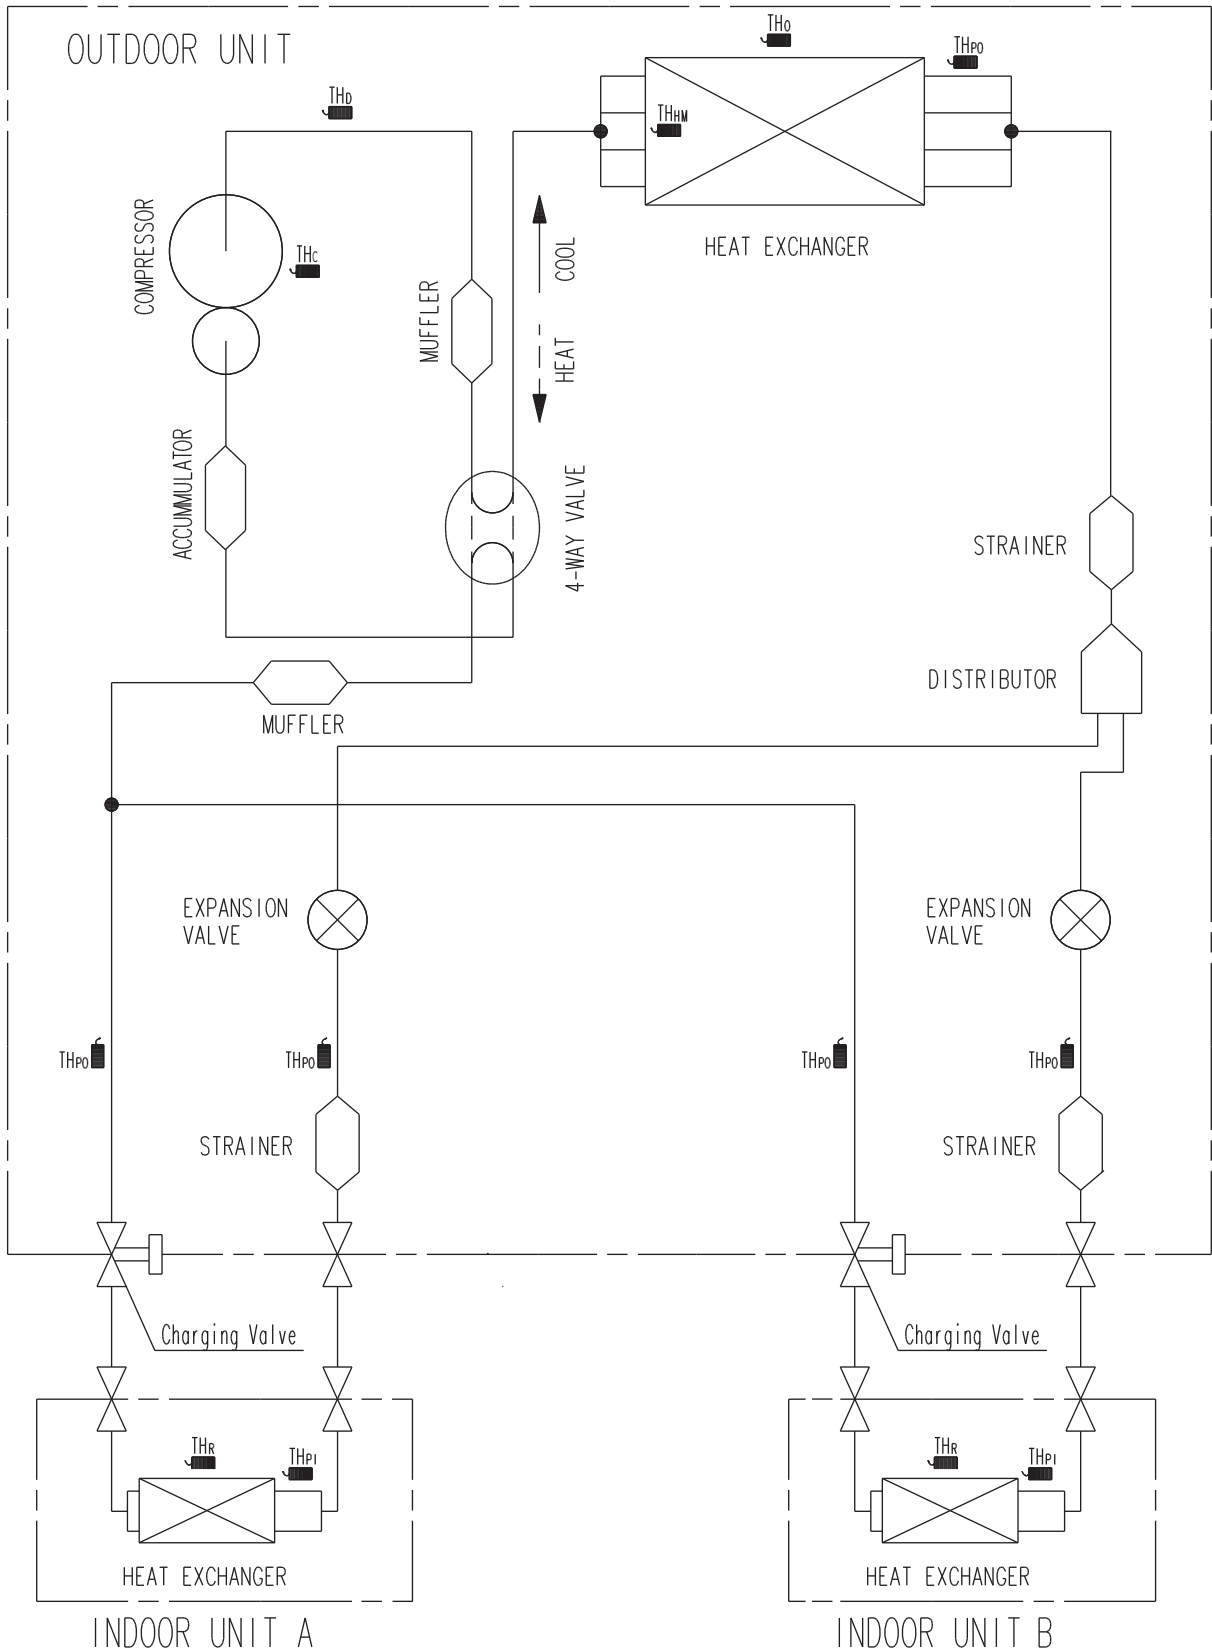 OUTDOOR UNIT
THO
THPO
THD
THHM
COMPRESSOR
THC
HEAT EXCHANGER
COOL
MUFFLER
HEAT
ACCUMMULATOR
4-WAY VALVE
STRAINER
DISTRIBUTOR
MUFFLER
EXPANSION
VALVE
EXPANSION
VALVE
THPO
THPO
THPO
THPO
STRAINER
STRAINER
Charging Valve
Charging Valve
THR
THPI
THR
THPI
HEAT EXCHANGER
HEAT EXCHANGER
INDOOR UNIT A
INDOOR UNIT B